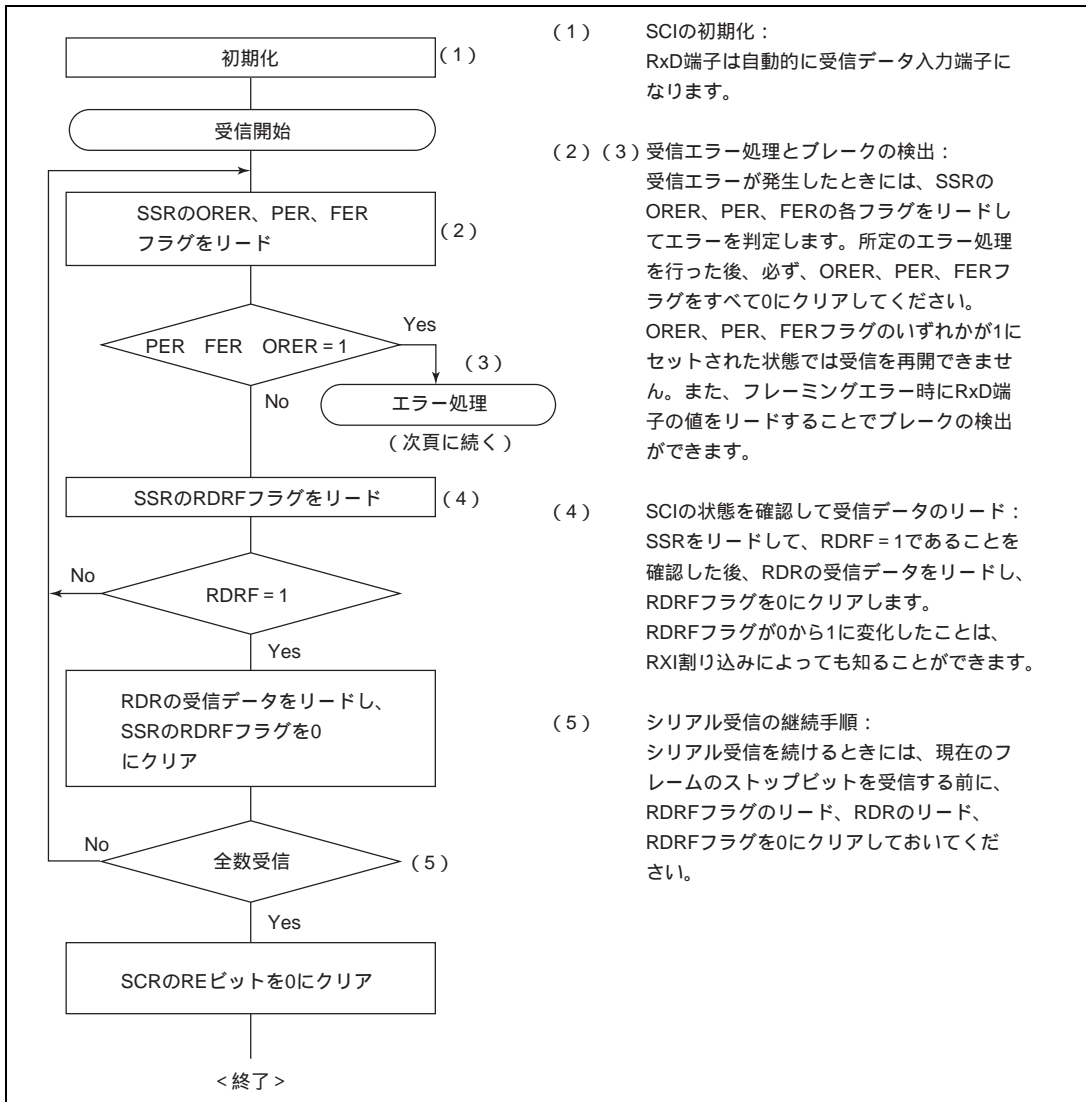 初期化
(1)
受信開始
SSRのORER、PER、FER
フラグをリード
(2)
PER FER ORER = 1
Yes
(3)
No
エラー処理
(次頁に続く)
SSRのRDRFフラグをリード
(4)
No
RDRF = 1
Yes
RDRの受信データをリードし、
SSRのRDRFフラグを0
にクリア
No
全数受信
(5)
Yes
SCRのREビットを0にクリア
<終了>
(1) SCIの初期化:
RxD端子は自動的に受信データ入力端子に
なります。
(2)(3)受信エラー処理とブレークの検出:
受信エラーが発生したときには、SSRの
ORER、PER、FERの各フラグをリードし
てエラーを判定します。所定のエラー処理
を行った後、必ず、ORER、PER、FERフ
ラグをすべて0にクリアしてください。
ORER、PER、FERフラグのいずれかが1に
セットされた状態では受信を再開できませ
ん。また、フレーミングエラー時にRxD端
子の値をリードすることでブレークの検出
ができます。
(4) SCIの状態を確認して受信データのリード:
SSRをリードして、RDRF = 1であることを
確認した後、RDRの受信データをリードし、
RDRFフラグを0にクリアします。
RDRFフラグが0から1に変化したことは、
RXI割り込みによっても知ることができます。
(5) シリアル受信の継続手順:
シリアル受信を続けるときには、現在のフ
レームのストップビットを受信する前に、
RDRFフラグのリード、RDRのリード、
RDRFフラグを0にクリアしておいてくだ
さい。